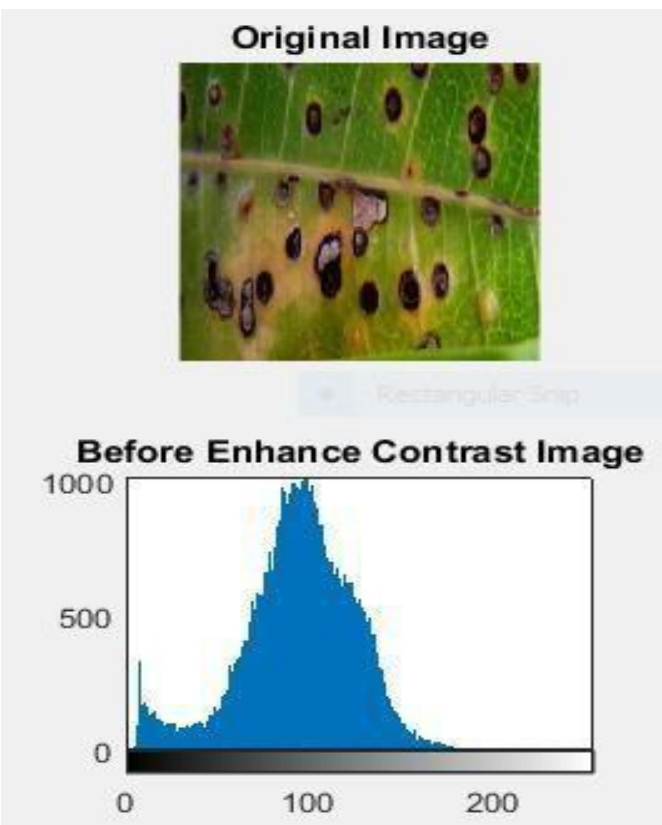 Original Image
Rectangular Snip
Before Enhance Contrast Image
1000
500
0
0 100 200